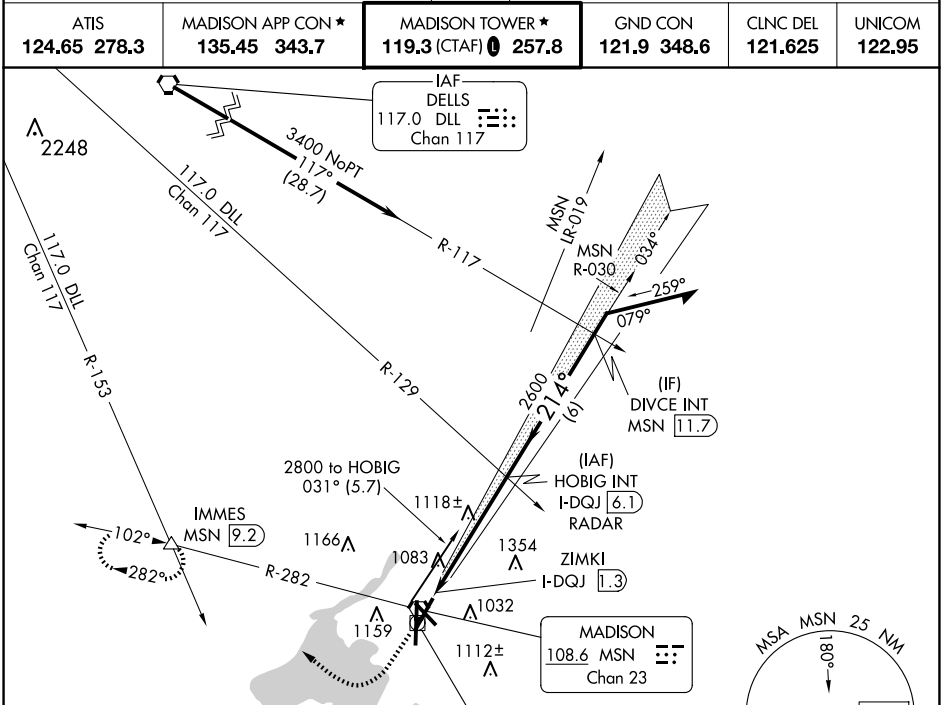 ATIS
124.65 278.3
MADISON APP CON ★
135.45 343.7
MADISON TOWER ★
119.3 (CTAF) L 257.8
GND CON
121.9 348.6
CLNC DEL
121.625
UNICOM
122.95
IAF
DELLS
117.0 DLL
Chan 117
2248
3400 NoPT
117°
(28.7)
117.0 DLL
Chan 117
117.0 DLL
Chan 117
R-117
MSN
LR-019
MSN
R-030
034°
259°
079°
R-153
R-129
2600
214°
(6)
(IF)
DIVCE INT
MSN 11.7
(IAF)
HOBIG INT
I-DQJ 6.1
RADAR
2800 to HOBIG
031° (5.7)
1118±
IMMES
MSN 9.2
102°
282°
1166
1083
1354
ZIMKI
I-DQJ 1.3
R-282
1159
1032
1112±
MADISON
108.6 MSN
Chan 23
MSA MSN 25 NM
180°